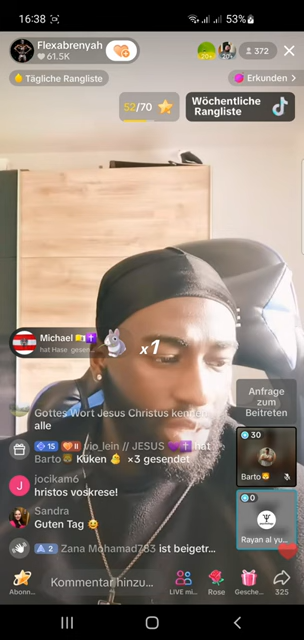 16:38
53%
Flexabrenyah
61.5K
372
Tägliche Rangliste
Erkunden >
52/70
Wöchentliche
Rangliste
Michael
hat Hase gesen...
x1
Gottes Wort Jesus Christus
alle
15 II vio_lein // JESUS hat
Barto Küken ×3 gesendet
J jocikam6
hristos voskrese!
Sandra
Guten Tag
2 Zana Mohamad783 ist beigetr...
Anfrage
zum
Beitreten
30
Barto
0
Rayan al yu...
Abonn...
Kommentar hinzu...
LIVE mi...
Rose
Gesche...
325